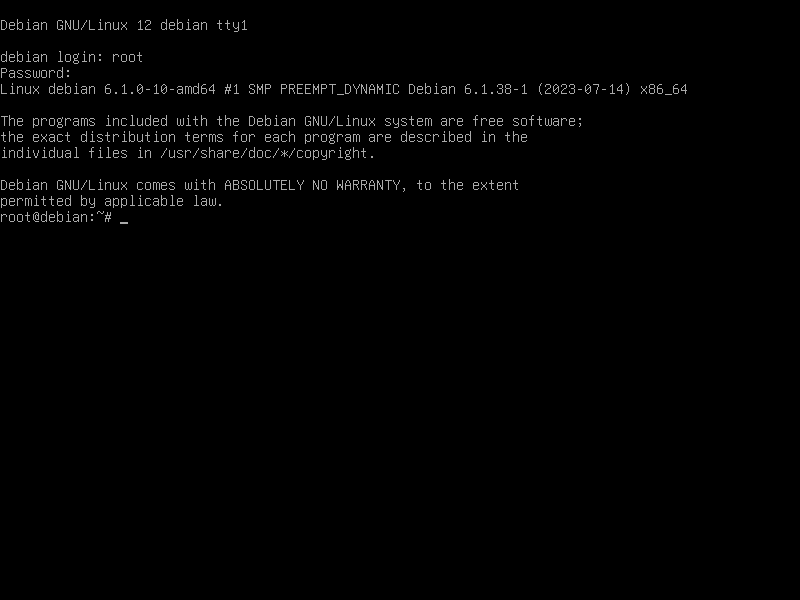 Debian GNU/Linux 12 debian tty1
debian login: root
Password:
Linux debian 6.1.0-10-amd64 #1 SMP PREEMPT_DYNAMIC Debian 6.1.38-1 (2023-07-14) x86_64
The programs included with the Debian GNU/Linux system are free software;
the exact distribution terms for each program are described in the
individual files in /usr/share/doc/*/copyright.
Debian GNU/Linux comes with ABSOLUTELY NO WARRANTY, to the extent
permitted by applicable law.
root@debian:~# _